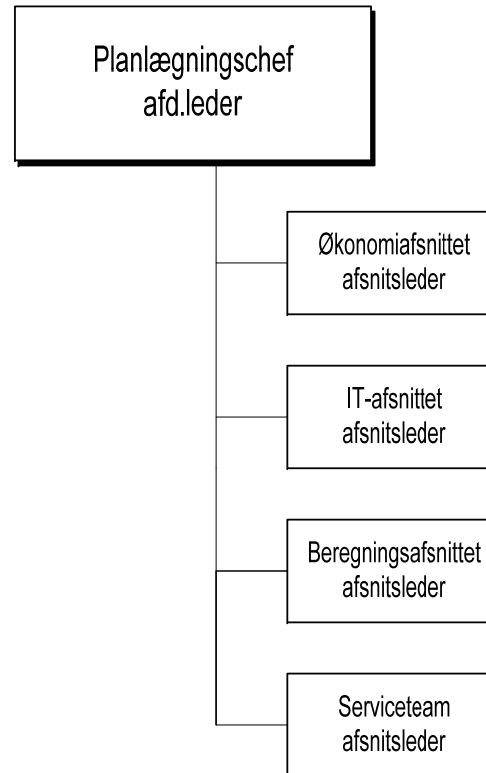 Planlægningschef
afd.leder
Økonomiafsnittet
afsnitsleder
IT-afsnittet
afsnitsleder
Beregningsafsnittet
afsnitsleder
Serviceteam
afsnitsleder